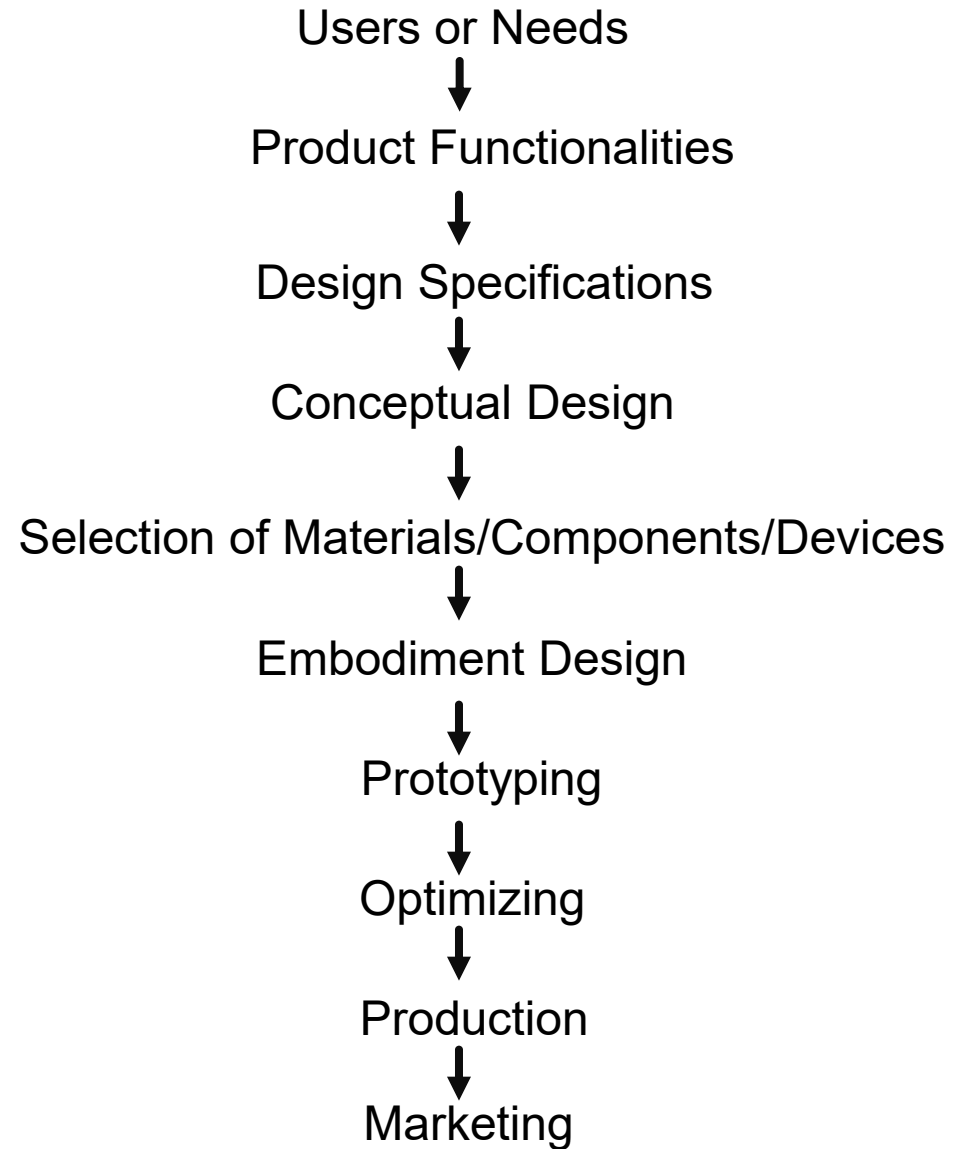 Users or Needs
Product Functionalities
Design Specifications
Conceptual Design
Selection of Materials/Components/Devices
Embodiment Design
Prototyping
Optimizing
Production
Marketing